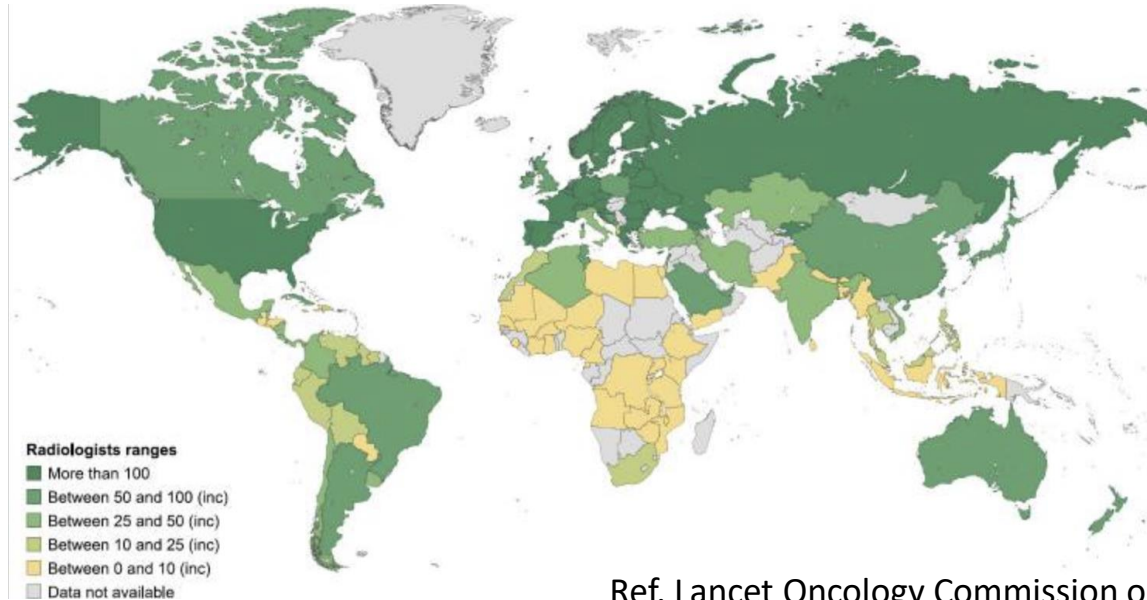 Radiologists ranges
More than 100
Between 50 and 100 (inc)
Between 25 and 50 (inc)
Between 10 and 25 (inc)
Between 0 and 10 (inc)
Data not available
Ref. Lancet Oncology Commission o